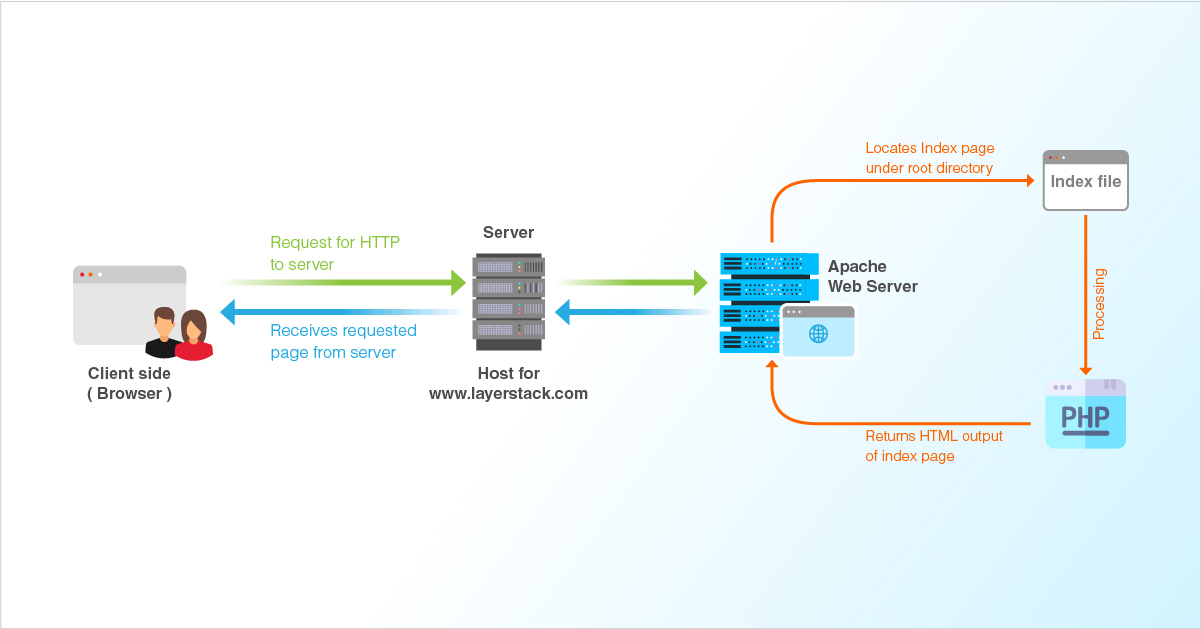 Request for HTTP
to server
Receives requested
page from server
Client side
( Browser )
Server
Host for
www.layerstack.com
Apache
Web Server
Locates Index page
under root directory
Index file
Processing
PHP
Returns HTML output
of index page